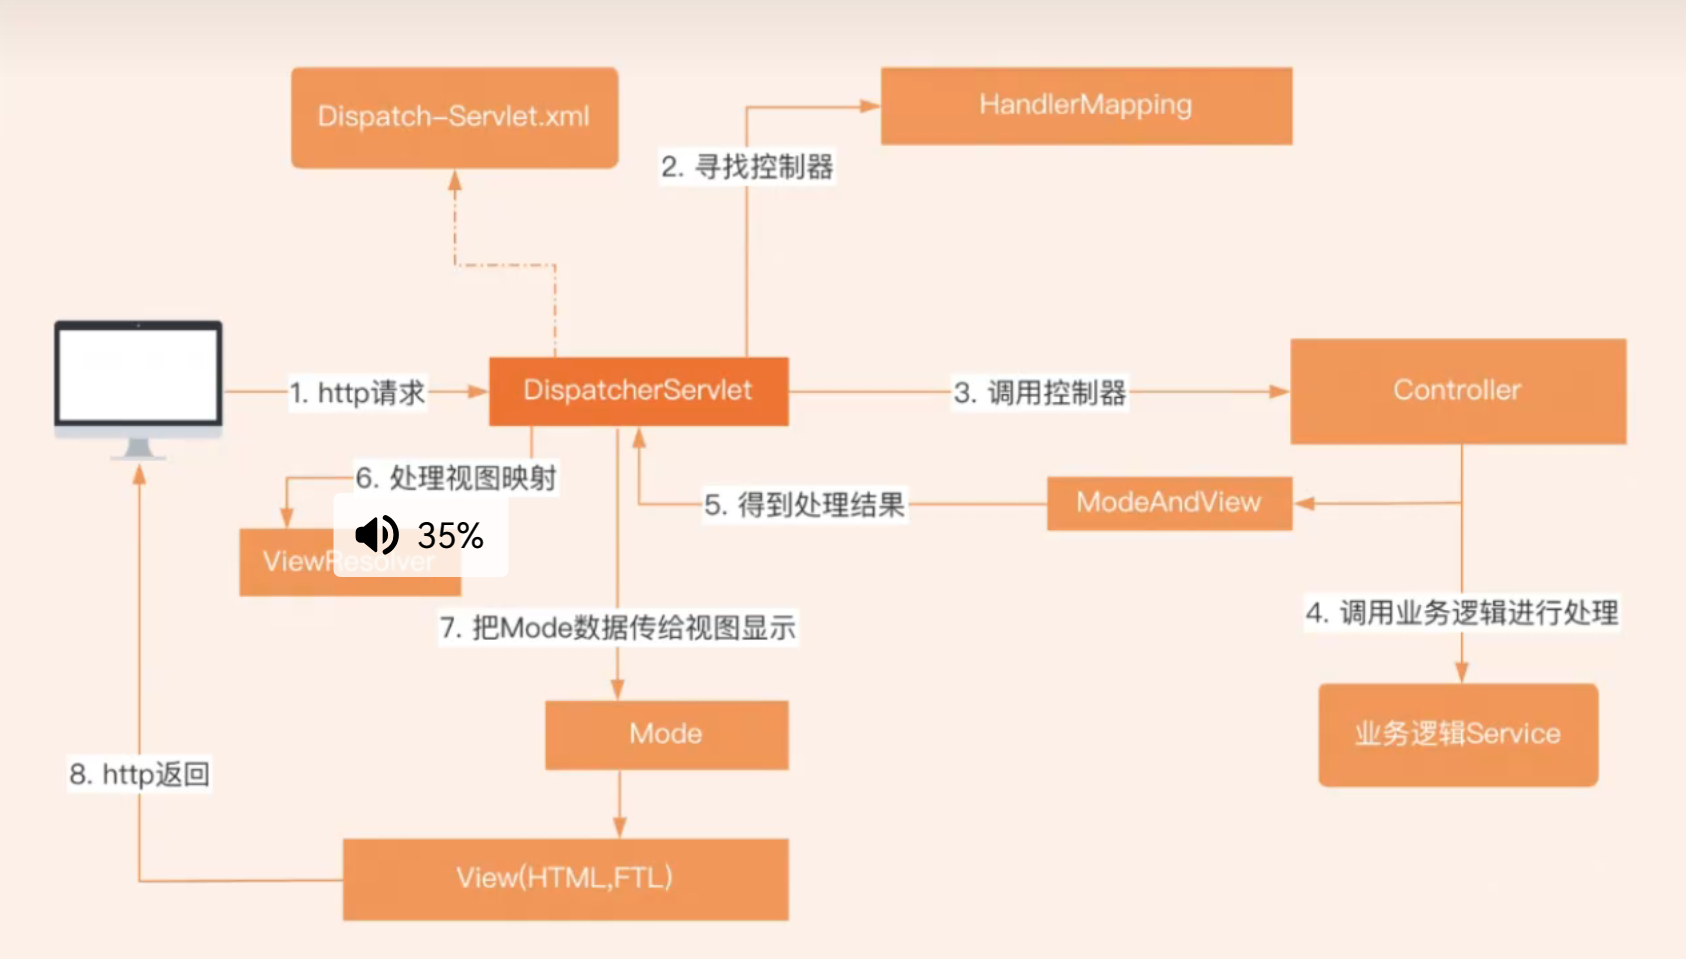 Dispatch-Servlet.xml
HandlerMapping
2. 寻找控制器
1. http请求
DispatcherServlet
3. 调用控制器
Controller
6. 处理视图映射
5. 得到处理结果
ModeAndView
35%
ViewResolver
7. 把Mode数据传给视图显示
4. 调用业务逻辑进行处理
Mode
业务逻辑Service
8. http返回
View(HTML,FTL)